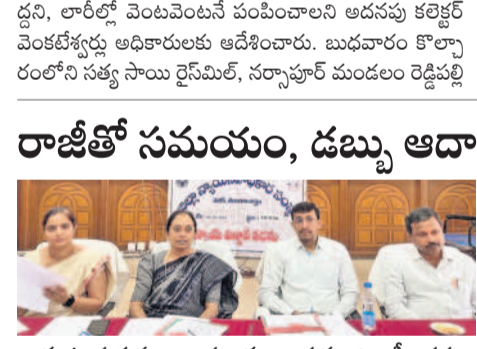 ద్దని, లారీల్లో వెంటవెంటనే పంపించాలని అదనపు కలెక్టర్
వెంకటేశ్వర్లు అధికారులకు ఆదేశించారు. బుధవారం కొల్చా
రంలోని సత్య సాయి రైస్‌మిల్, నర్సాపూర్ మండలం రెడ్డిపల్లి
రాజీతో సమయం, డబ్బు ఆదా
న్యాయసేవాధికార సంస్థ